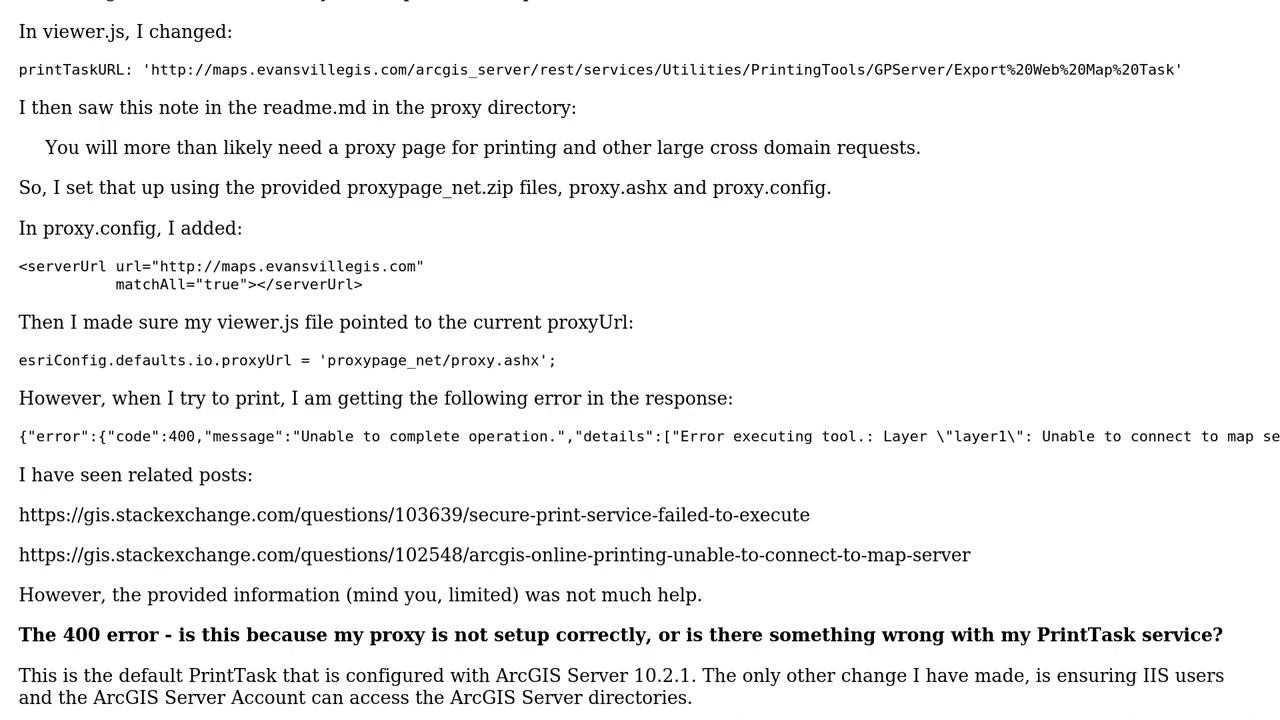 In viewer.js, I changed:
printTaskURL: 'http://maps.evansvillegis.com/arcgis_server/rest/services/Utilities/PrintingTools/GPServer/Export%20Web%20Map%20Task'
I then saw this note in the readme.md in the proxy directory:
You will more than likely need a proxy page for printing and other large cross domain requests.
So, I set that up using the provided proxypage_net.zip files, proxy.ashx and proxy.config.
In proxy.config, I added:
<serverUrl url="http://maps.evansvillegis.com"
matchAll="true"></serverUrl>
Then I made sure my viewer.js file pointed to the current proxyUrl:
esriConfig.defaults.io.proxyUrl = 'proxypage_net/proxy.ashx';
However, when I try to print, I am getting the following error in the response:
{"error":{"code":400,"message":"Unable to complete operation.","details":["Error executing tool.: Layer \"layer1\": Unable to connect to map se
I have seen related posts:
https://gis.stackexchange.com/questions/103639/secure-print-service-failed-to-execute
https://gis.stackexchange.com/questions/102548/arcgis-online-printing-unable-to-connect-to-map-server
However, the provided information (mind you, limited) was not much help.
The 400 error - is this because my proxy is not setup correctly, or is there something wrong with my PrintTask service?
This is the default PrintTask that is configured with ArcGIS Server 10.2.1. The only other change I have made, is ensuring IIS users
and the ArcGIS Server Account can access the ArcGIS Server directories.